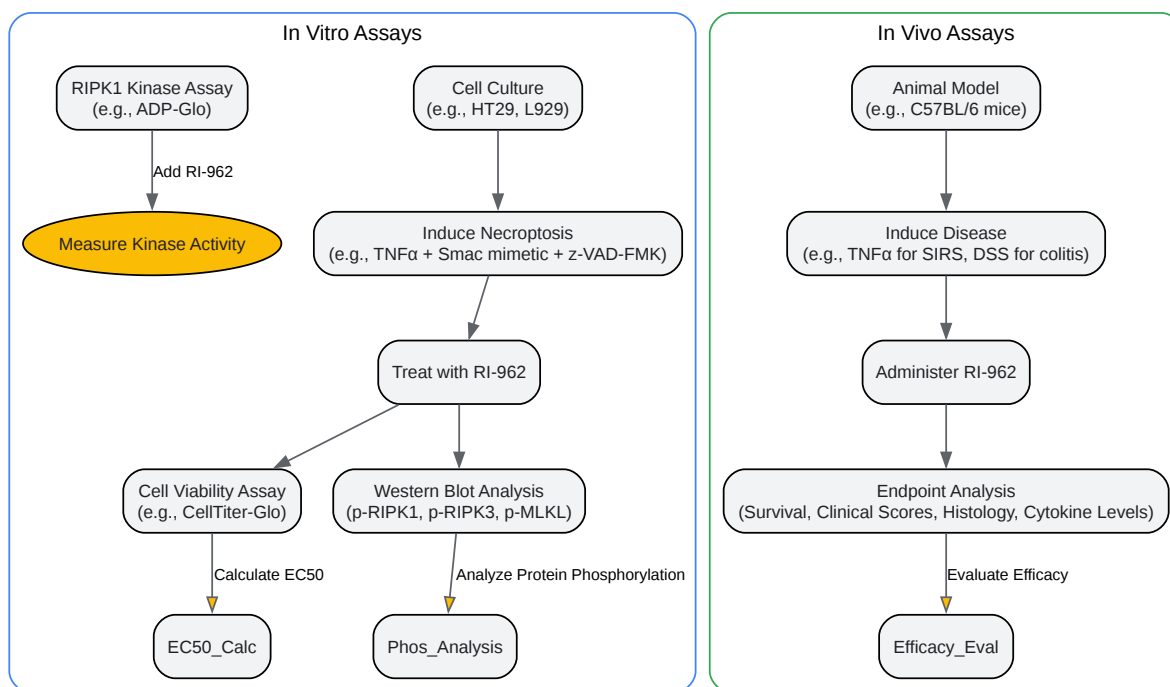 In Vitro Assays
RIPK1 Kinase Assay
(e.g., ADP-Glo)
Add RI-962
Measure Kinase Activity
Cell Culture
(e.g., HT29, L929)
Induce Necroptosis
(e.g., TNFα + Smac mimetic + z-VAD-FMK)
Treat with RI-962
Cell Viability Assay
(e.g., CellTiter-Glo)
Calculate EC50
EC50_Calc
Western Blot Analysis
(p-RIPK1, p-RIPK3, p-MLKL)
Analyze Protein Phosphorylation
Phos_Analysis
In Vivo Assays
Animal Model
(e.g., C57BL/6 mice)
Induce Disease
(e.g., TNFα for SIRS, DSS for colitis)
Administer RI-962
Endpoint Analysis
(Survival, Clinical Scores, Histology, Cytokine Levels)
Evaluate Efficacy
Efficacy_Eval